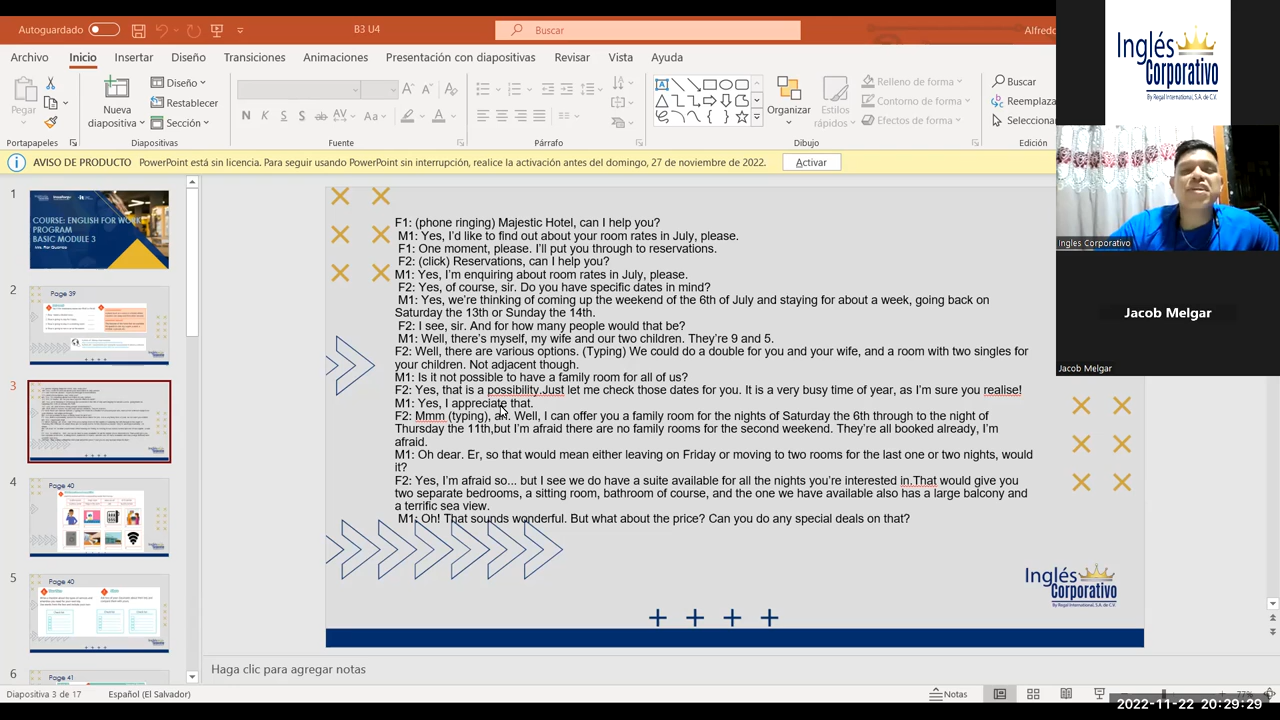 Autoguardado
B3 U4
Buscar
Alfredo
Archivo Inicio Insertar Diseño Transiciones Animaciones Presentación con diapositivas Revisar Vista Ayuda
Pegar
Nueva diapositiva
Diseño
Restablecer
Sección
Organizar
Estilos rápidos
Relleno de forma
Contorno de forma
Efectos de forma
Buscar
Reemplaza
Seleccionar
Portapapeles Diapositivas Fuente Párrafo Dibujo Edición
AVISO DE PRODUCTO PowerPoint está sin licencia. Para seguir usando PowerPoint sin interrupción, realice la activación antes del domingo, 27 de noviembre de 2022. Activar
1
COURSE: ENGLISH FOR WORK
PROGRAM
BASIC MODULE 3
2
Page 39
3
4
Page 40
5
Page 40
6
Page 41
F1: (phone ringing) Majestic Hotel, can I help you?
M1: Yes, I'd like to find out about your room rates in July, please.
F1: One moment, please. I'll put you through to reservations.
F2: (click) Reservations, can I help you?
M1: Yes, I'm enquiring about room rates in July, please.
F2: Yes, of course, sir. Do you have specific dates in mind?
M1: Yes, we're thinking of coming up the weekend of the 6th of July and staying for about a week, going back on
Saturday the 13th or Sunday the 14th.
F2: I see, sir. And for how many people would that be?
M1: Well, there's myself, my wife and our two children. They're 9 and 5.
F2: Well, there are various options. (Typing) We could do a double for you and your wife, and a room with two singles for
your children. Not adjacent though.
M1: Is it not possible to have a family room for all of us?
F2: Yes, that is a possibility.Just let me check those dates for you. It is a very busy time of year, as I'm sure you realise!
M1: Yes, I appreciate that.
F2: Mmm (typing), ah. Well, I can offer you a family room for the nights of Saturday the 6th through to the night of
Thursday the 11th,but I'm afraid there are no family rooms for the second weekend. They're all booked already, I'm
afraid.
M1: Oh dear. Er, so that would mean either leaving on Friday or moving to two rooms for the last one or two nights, would
it?
F2: Yes, I'm afraid so... but I see we do have a suite available for all the nights you're interested in.That would give you
two separate bedrooms, a sitting room, bathroom of course, and the one we have available also has a large balcony and
a terrific sea view.
M1: Oh! That sounds wonderful. But what about the price? Can you do any special deals on that?
Inglés
Corporativo
By Regal International, S.A. de C.V.
Inglés
Corporativo
By Regal International, S.A. de C.V.
Ingles Corporativo
Jacob Melgar
Jacob Melgar
Haga clic para agregar notas
Diapositiva 3 de 17 Español (El Salvador) Notas 77%
2022-11-22 20:29:29